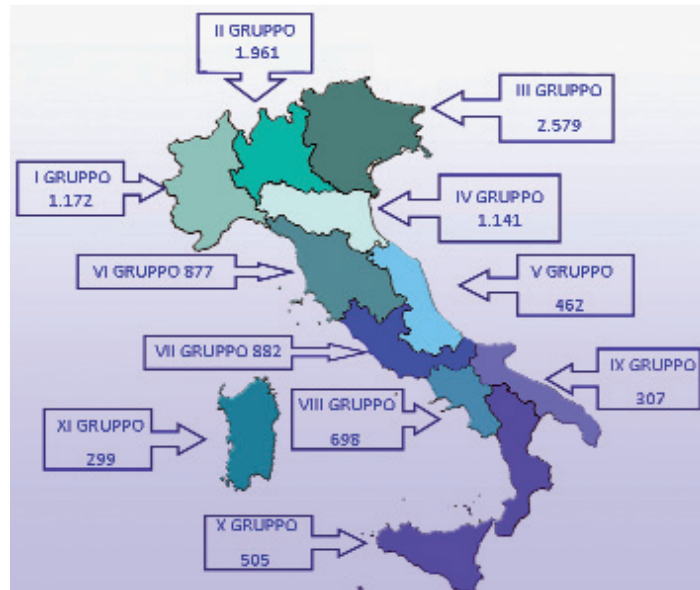 II GRUPPO
1.961
III GRUPPO
2.579
I GRUPPO
1.172
IV GRUPPO
1.141
VI GRUPPO 877
V GRUPPO
462
VII GRUPPO 882
IX GRUPPO
307
VIII GRUPPO
698
XI GRUPPO
299
X GRUPPO
505